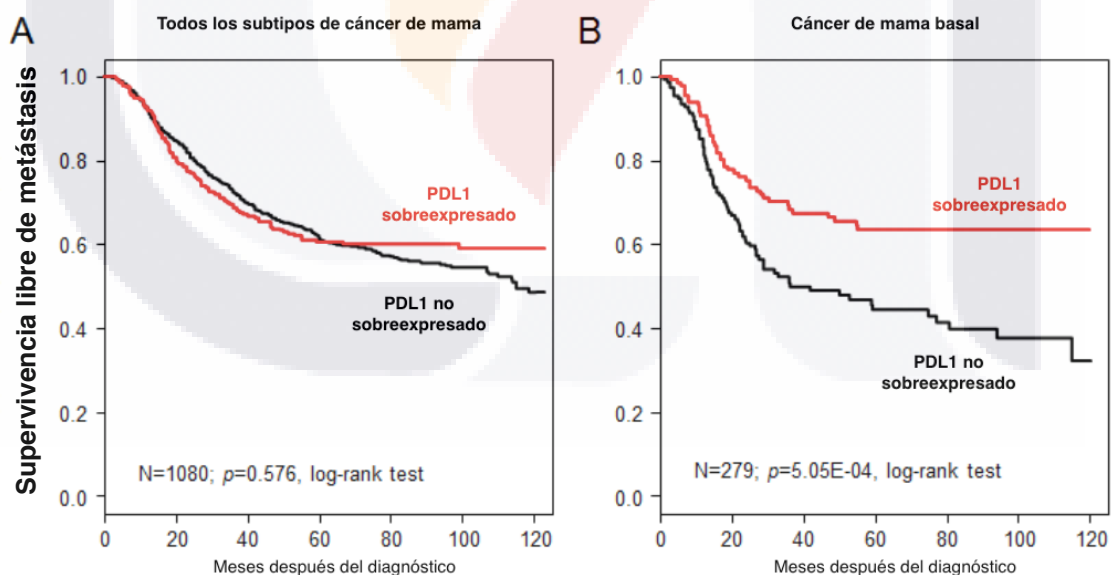 A
Todos los subtipos de cáncer de mama
Supervivencia libre de metástasis
1.0
0.8
0.6
0.4
0.2
0.0
PDL1
sobreexpresado
PDL1 no
sobreexpresado
N=1080; p=0.576, log-rank test
0 20 40 60 80 100 120
Meses después del diagnóstico
B
Cáncer de mama basal
1.0
0.8
0.6
0.4
0.2
0.0
PDL1
sobreexpresado
PDL1 no
sobreexpresado
N=279; p=5.05E-04, log-rank test
0 20 40 60 80 100 120
Meses después del diagnóstico